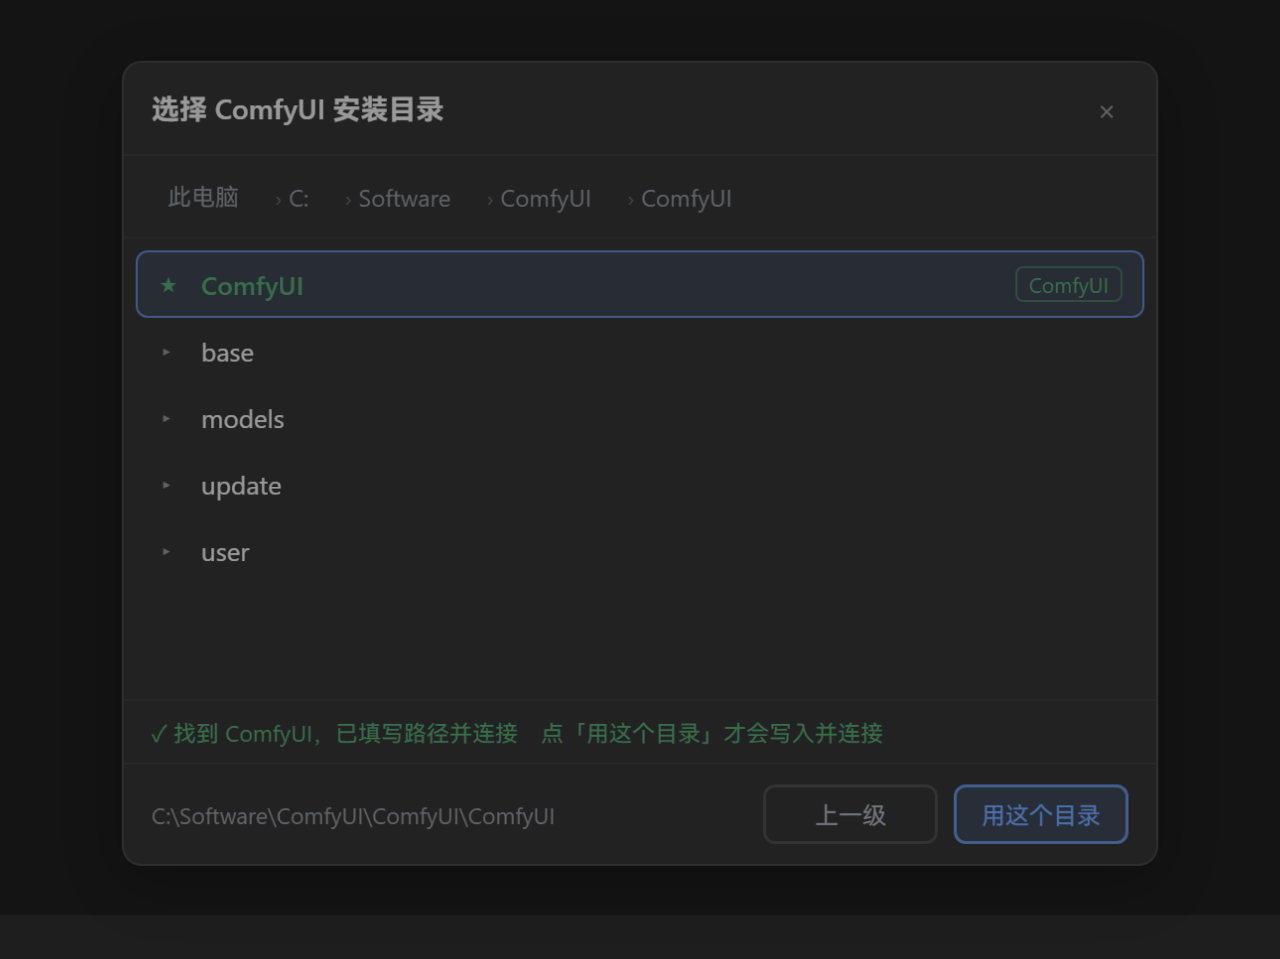 选择 ComfyUI 安装目录 ×
此电脑 › C: › Software › ComfyUI › ComfyUI
★ ComfyUI ComfyUI
▸ base
▸ models
▸ update
▸ user
✓ 找到 ComfyUI，已填写路径并连接 点「用这个目录」才会写入并连接
C:\Software\ComfyUI\ComfyUI\ComfyUI 上一级 用这个目录